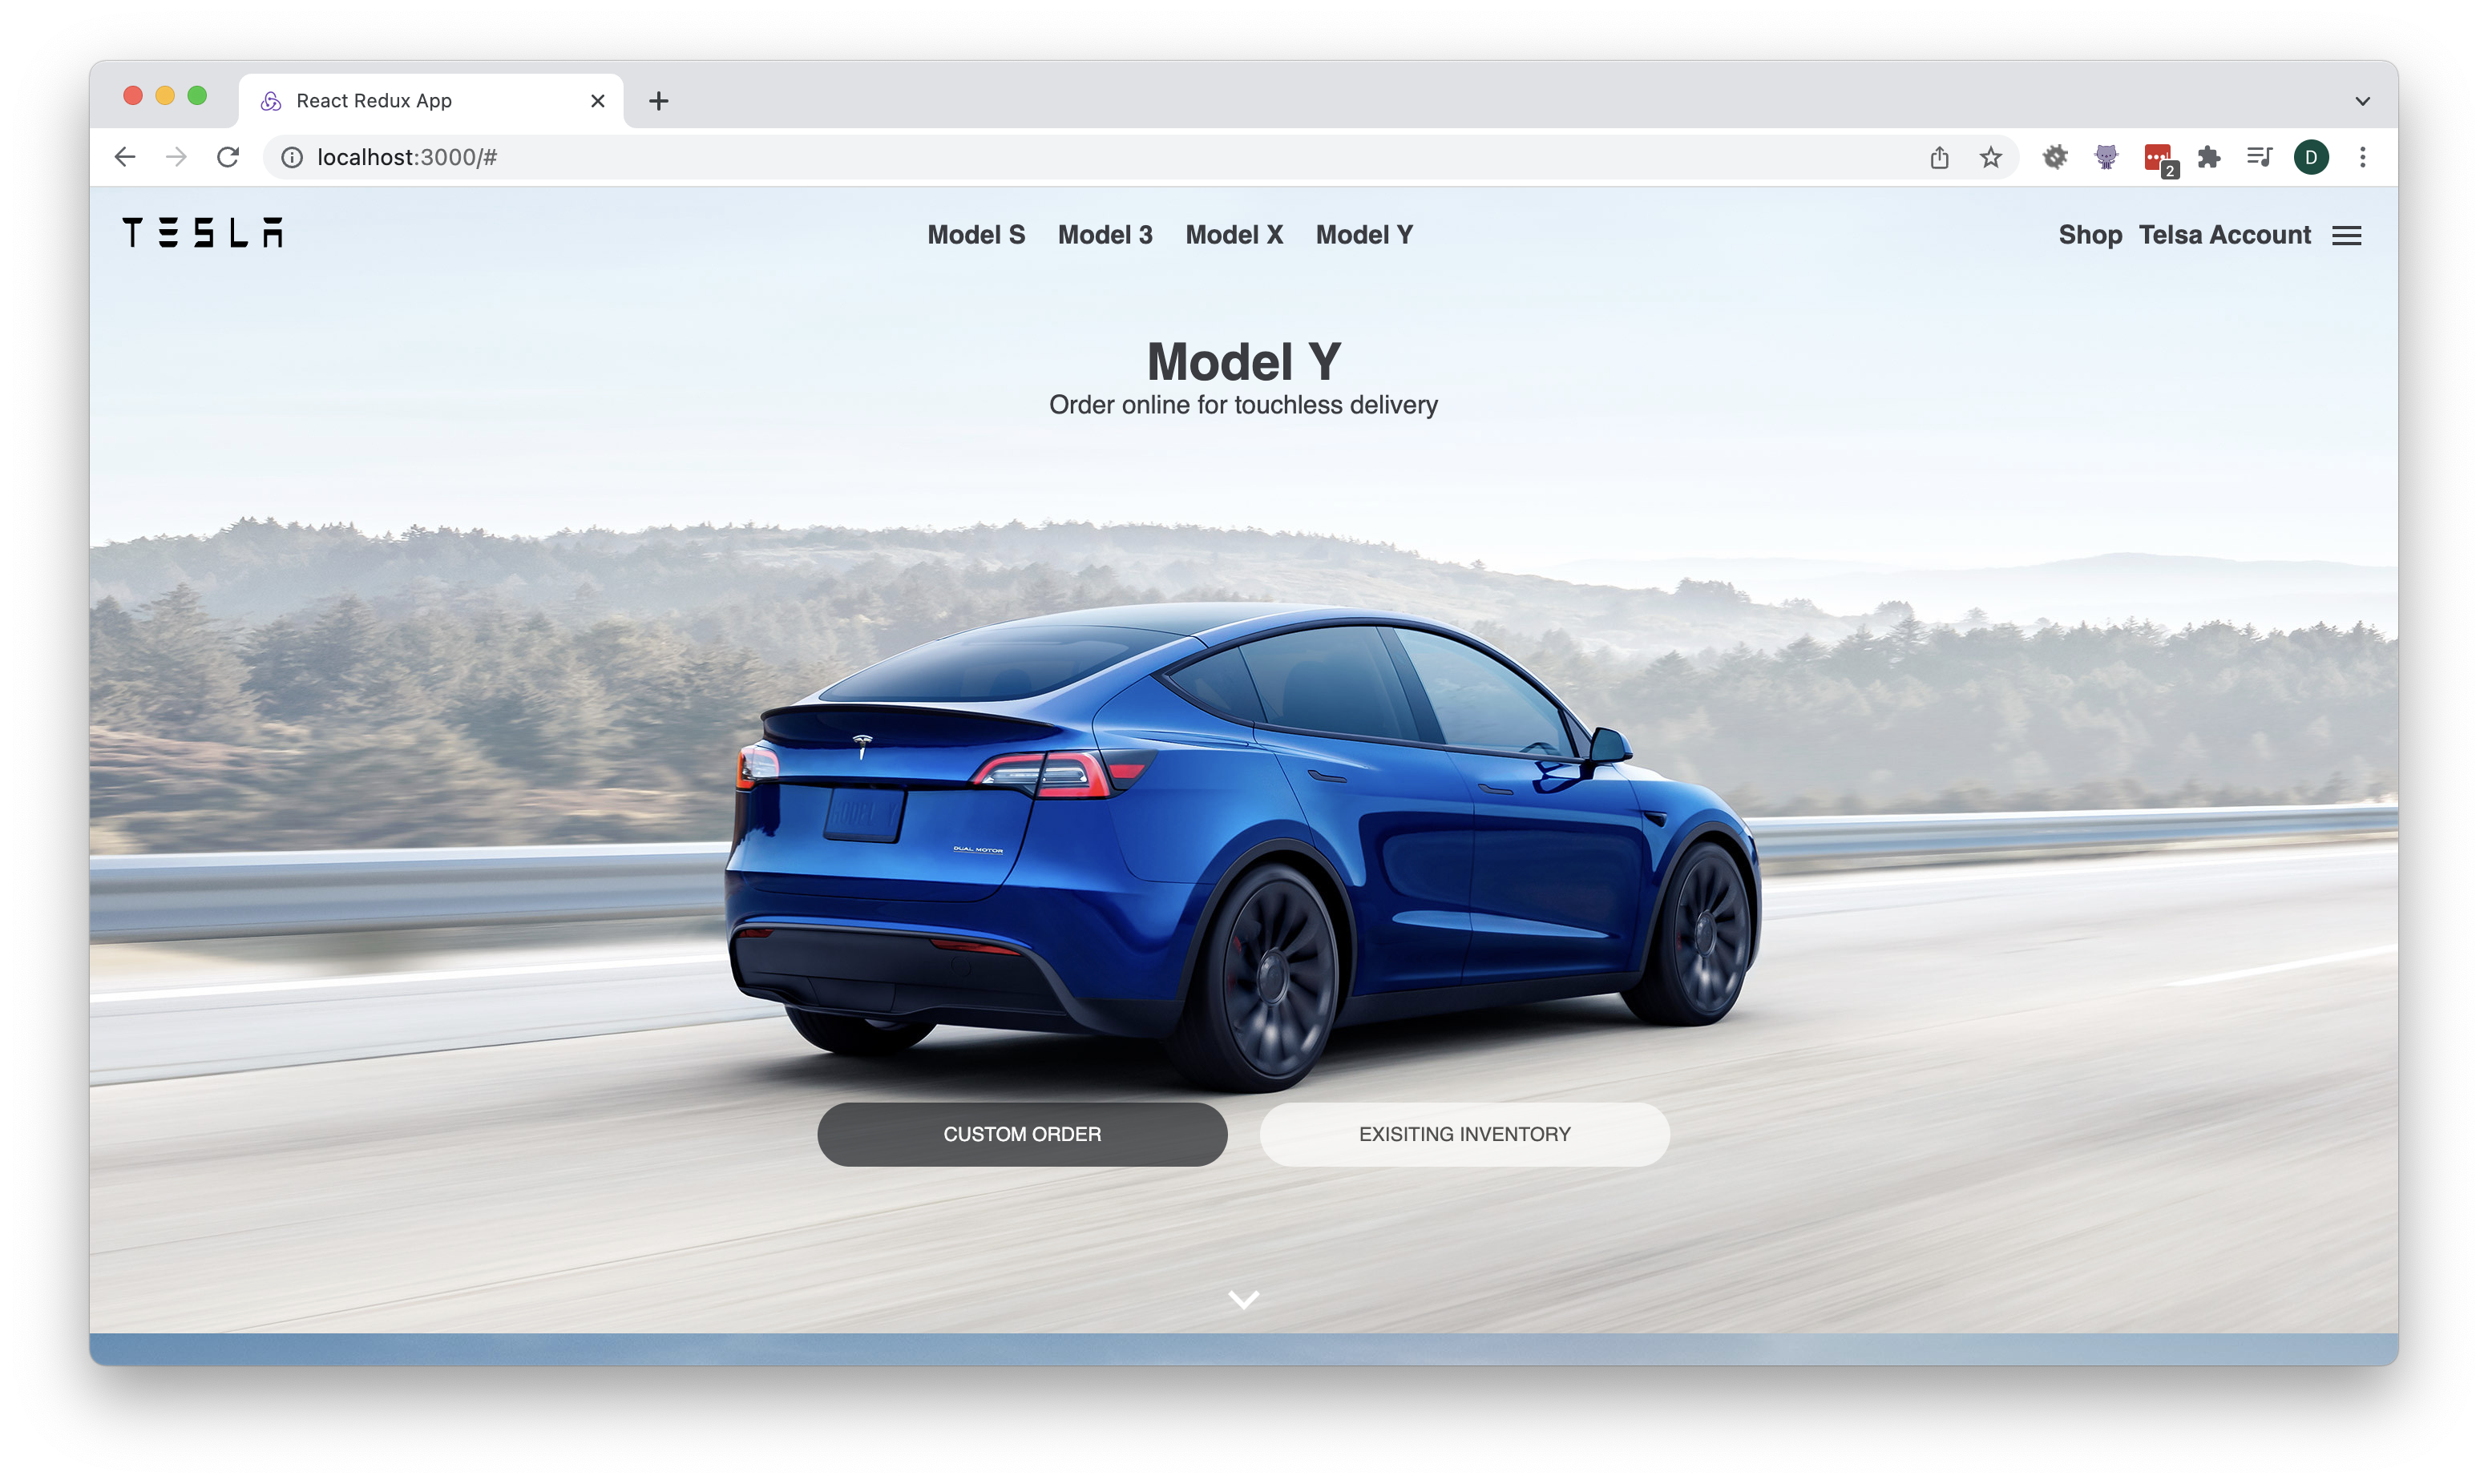 React Redux App
localhost:3000/#
2
D
TESLA
Model S Model 3 Model X Model Y
Shop Telsa Account
Model Y
Order online for touchless delivery
MODEL Y
DUAL MOTOR
CUSTOM ORDER
EXISITING INVENTORY